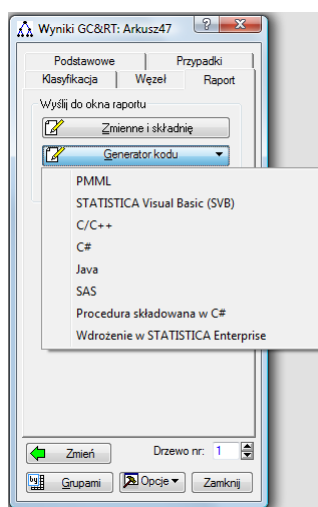 Wyniki GC&RT: Arkusz47
Podstawowe Przypadki
Klasyfikacja Węzeł Raport
Wyślij do okna raportu
Zmienne i składnię
Generator kodu
PMML
STATISTICA Visual Basic (SVB)
C/C++
C#
Java
SAS
Procedura składowana w C#
Wdrożenie w STATISTICA Enterprise
Zmień Drzewo nr: 1
Grupami Opcje Zamknij